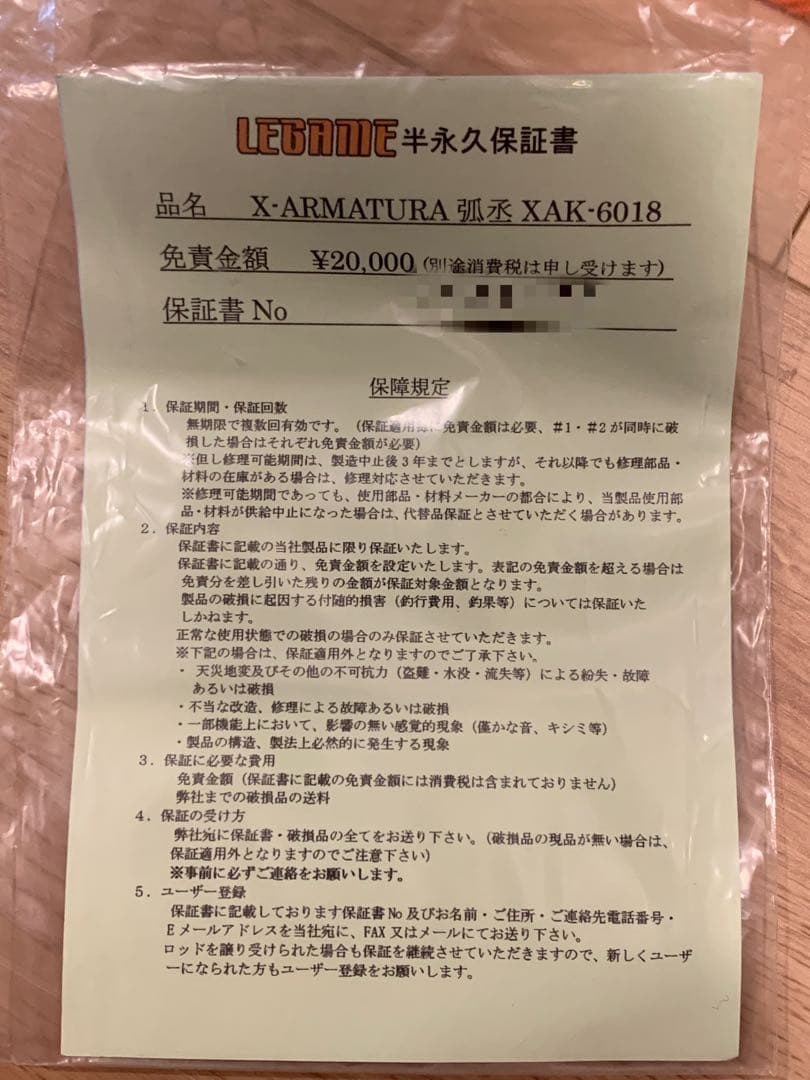 LEGAME半永久保証書
品名 X-ARMATURA 弧丞 XAK-6018
免責金額 ¥20,000 (別途消費税は申し受けます)
保証書 No
保障規定
1. 保証期間・保証回数
無期限で複数回有効です。(保証適用毎に免責金額は必要、#1・#2が同時に破
損した場合はそれぞれ免責金額が必要)
※但し修理可能期間は、製造中止後3年までとしますが、それ以降でも修理部品・
材料の在庫がある場合は、修理対応させていただきます。
※修理可能期間であっても、使用部品・材料メーカーの都合により、当製品使用部
品・材料が供給中止になった場合は、代替品保証とさせていただく場合があります。
2. 保証内容
保証書に記載の当社製品に限り保証いたします。
保証書に記載の通り、免責金額を設定いたします。表記の免責金額を超える場合は
免責分を差し引いた残りの金額が保証対象金額となります。
製品の破損に起因する付随的損害(釣行費用、釣果等)については保証いた
しかねます。
正常な使用状態での破損の場合のみ保証させていただきます。
※下記の場合は、保証適用外となりますのでご了承下さい。
・ 天災地変及びその他の不可抗力(盗難・水没・流失等)による紛失・故障
あるいは破損
・不当な改造、修理による故障あるいは破損
・一部機能上において、影響の無い感覚的現象(僅かな音、キシミ等)
・製品の構造、製法上必然的に発生する現象
3. 保証に必要な費用
免責金額(保証書に記載の免責金額には消費税は含まれておりません)
弊社までの破損品の送料
4. 保証の受け方
弊社宛に保証書・破損品の全てをお送り下さい。(破損品の現品が無い場合は、
保証適用外となりますのでご注意下さい)
※事前に必ずご連絡をお願いします。
5. ユーザー登録
保証書に記載しております保証書No及びお名前・ご住所・ご連絡先電話番号・
Eメールアドレスを当社宛に、FAX又はメールにてお送り下さい。
ロッドを譲り受けられた場合も保証を継続させていただきますので、新しくユーザ
ーになられた方もユーザー登録をお願いします。